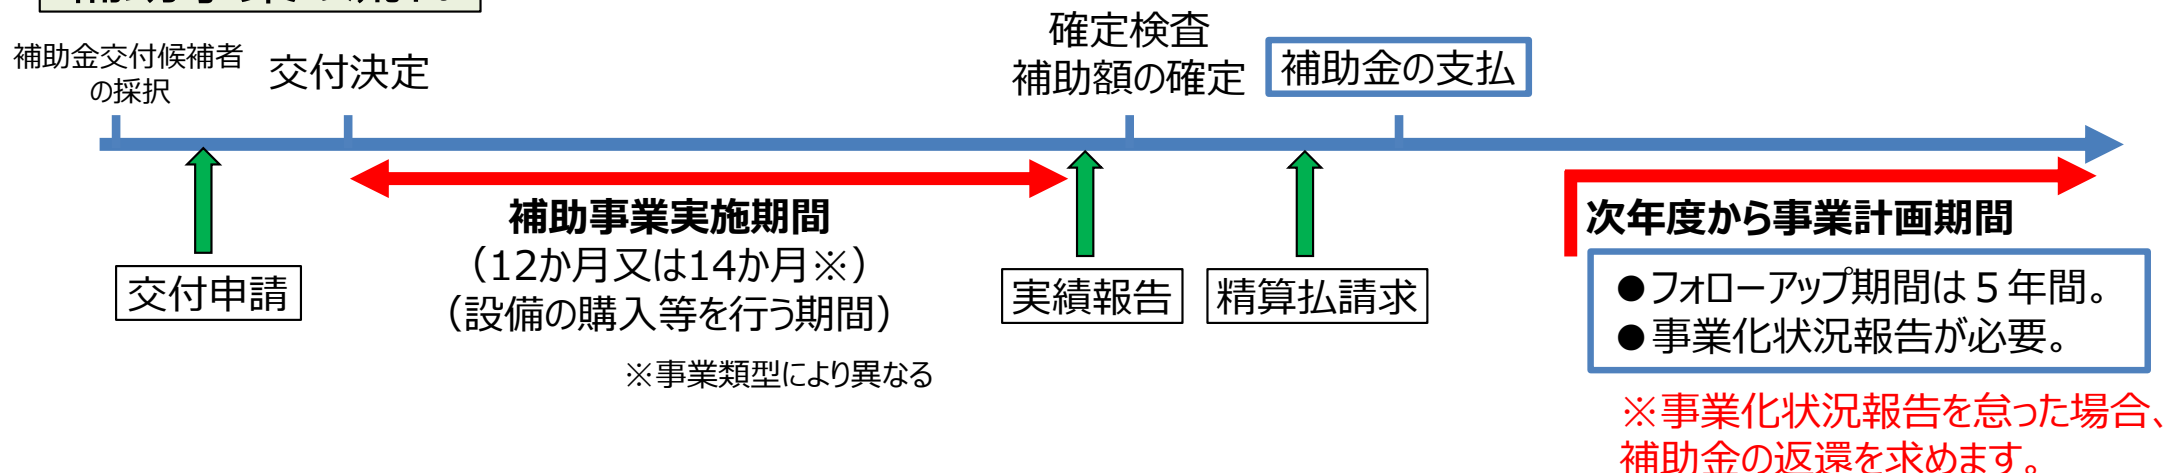 補助金交付候補者
の採択
交付決定
確定検査
補助額の確定
補助金の支払
交付申請
補助事業実施期間
（12か月又は14か月※）
（設備の購入等を行う期間）
※事業類型により異なる
実績報告
精算払請求
次年度から事業計画期間
●フォローアップ期間は５年間。
●事業化状況報告が必要。
※事業化状況報告を怠った場合、
補助金の返還を求めます。